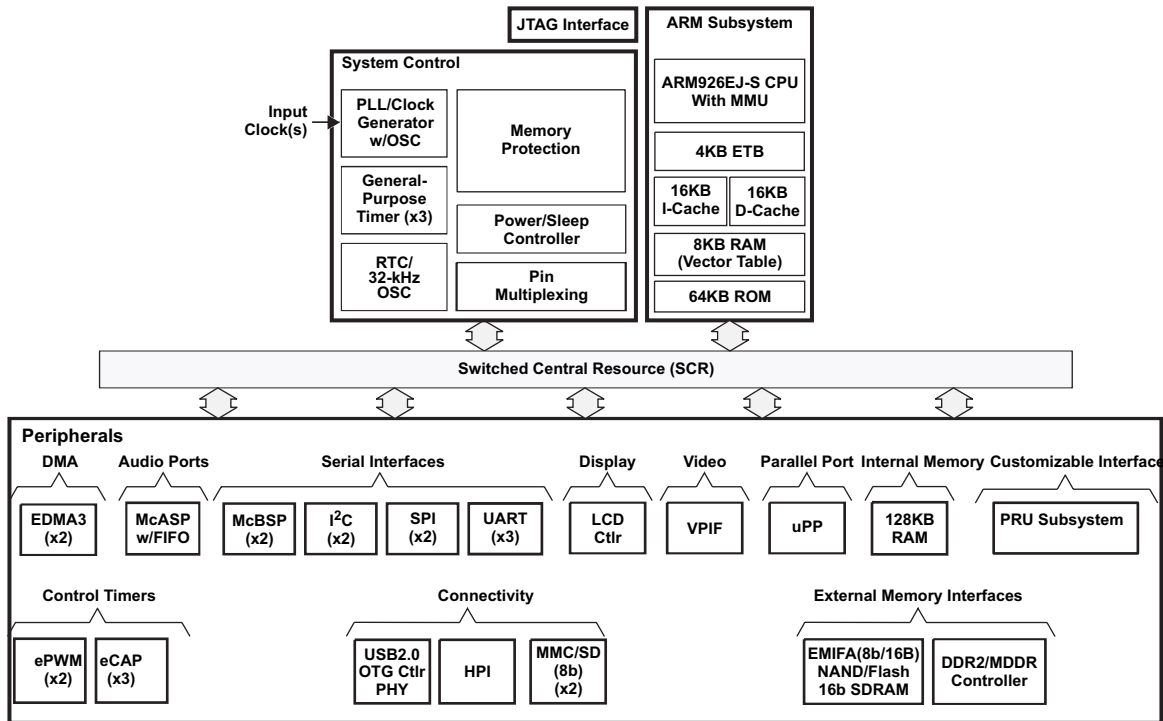 JTAG Interface
ARM Subsystem
System Control
Input
Clock(s)
PLL/Clock
Generator
w/OSC
General-
Purpose
Timer (x3)
RTC/
32-kHz
OSC
Memory
Protection
Power/Sleep
Controller
Pin
Multiplexing
ARM926EJ-S CPU
With MMU
4KB ETB
16KB
I-Cache
16KB
D-Cache
8KB RAM
(Vector Table)
64KB ROM
Switched Central Resource (SCR)
Peripherals
DMA
EDMA3
(x2)
Audio Ports
McASP
w/FIFO
Serial Interfaces
McBSP
(x2)
I²C
(x2)
SPI
(x2)
UART
(x3)
Display
LCD
Ctlr
Video
VPIF
Parallel Port
uPP
Internal Memory
128KB
RAM
Customizable Interface
PRU Subsystem
Control Timers
ePWM
(x2)
eCAP
(x3)
Connectivity
USB2.0
OTG Ctlr
PHY
HPI
MMC/SD
(8b)
(x2)
External Memory Interfaces
EMIFA(8b/16B)
NAND/Flash
16b SDRAM
DDR2/MDDR
Controller